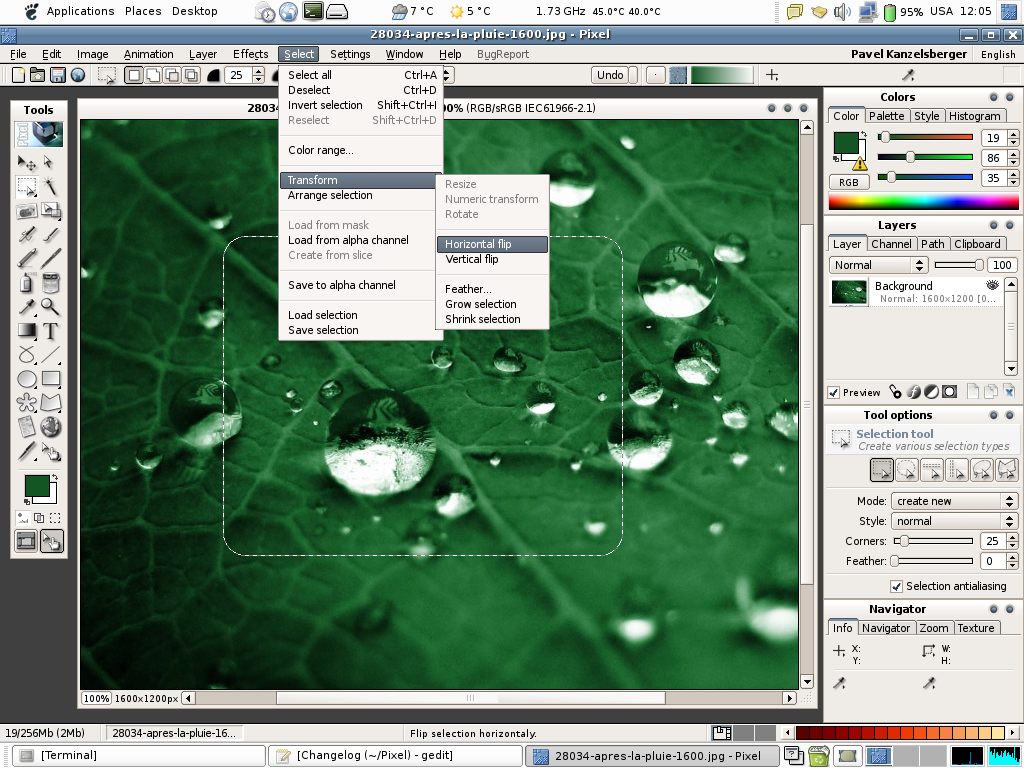 Applications Places Desktop 7 °C 5 °C 1.73 GHz 45.0°C 40.0°C 95% USA 12:05
28034-apres-la-pluie-1600.jpg - Pixel
File Edit Image Animation Layer Effects Select Settings Window Help BugReport Pavel Kanzelsberger English
25 Undo
Tools
Pixel
28034
00% (RGB/sRGB IEC61966-2.1)
Select all Ctrl+A
Deselect Ctrl+D
Invert selection Shift+Ctrl+I
Reselect Shift+Ctrl+D
Color range...
Transform
Arrange selection
Load from mask
Load from alpha channel
Create from slice
Save to alpha channel
Load selection
Save selection
Resize
Numeric transform
Rotate
Horizontal flip
Vertical flip
Feather...
Grow selection
Shrink selection
Colors
Color Palette Style Histogram
19
86
35
RGB
Layers
Layer Channel Path Clipboard
Normal 100
Background
Normal: 1600x1200 [0...
Preview
Tool options
Selection tool
Create various selection types
Mode: create new
Style: normal
Corners: 25
Feather: 0
Selection antialiasing
Navigator
Info Navigator Zoom Texture
X: W:
Y: H:
100% 1600x1200px
19/256Mb (2Mb) 28034-apres-la-pluie-16... Flip selection horizontaly.
[Terminal] [Changelog (~/Pixel) - gedit] 28034-apres-la-pluie-1600.jpg - Pixel